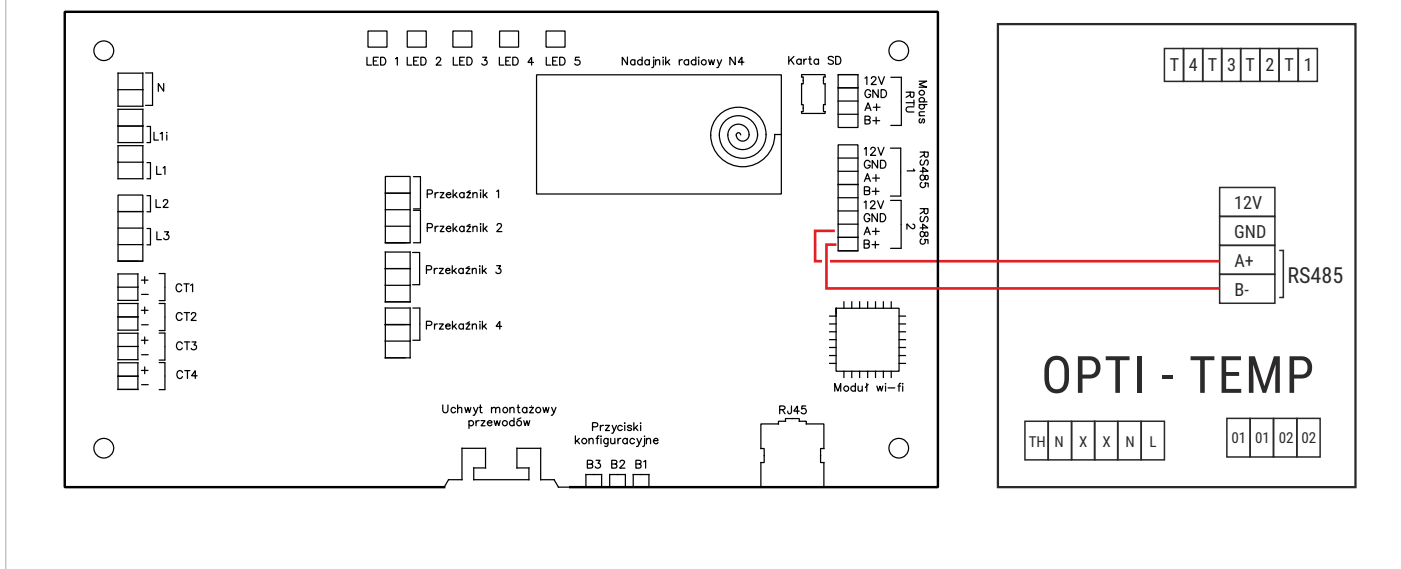 LED 1 LED 2 LED 3 LED 4 LED 5
Nadajnik radiowy N4
Karta SD
12V
GND
A+
B+
Modbus
RTU
12V
GND
A+
B+
RS485
1
12V
GND
A+
B+
RS485
2
N
L1i
L1
L2
L3
+
-
CT1
+
-
CT2
+
-
CT3
+
-
CT4
Przekaźnik 1
Przekaźnik 2
Przekaźnik 3
Przekaźnik 4
Moduł wi-fi
Uchwyt montażowy
przewodów
Przyciski
konfiguracyjne
B3 B2 B1
RJ45
T 4 T 3 T 2 T 1
12V
GND
A+
B-
RS485
OPTI - TEMP
TH N X X N L
01 01 02 02